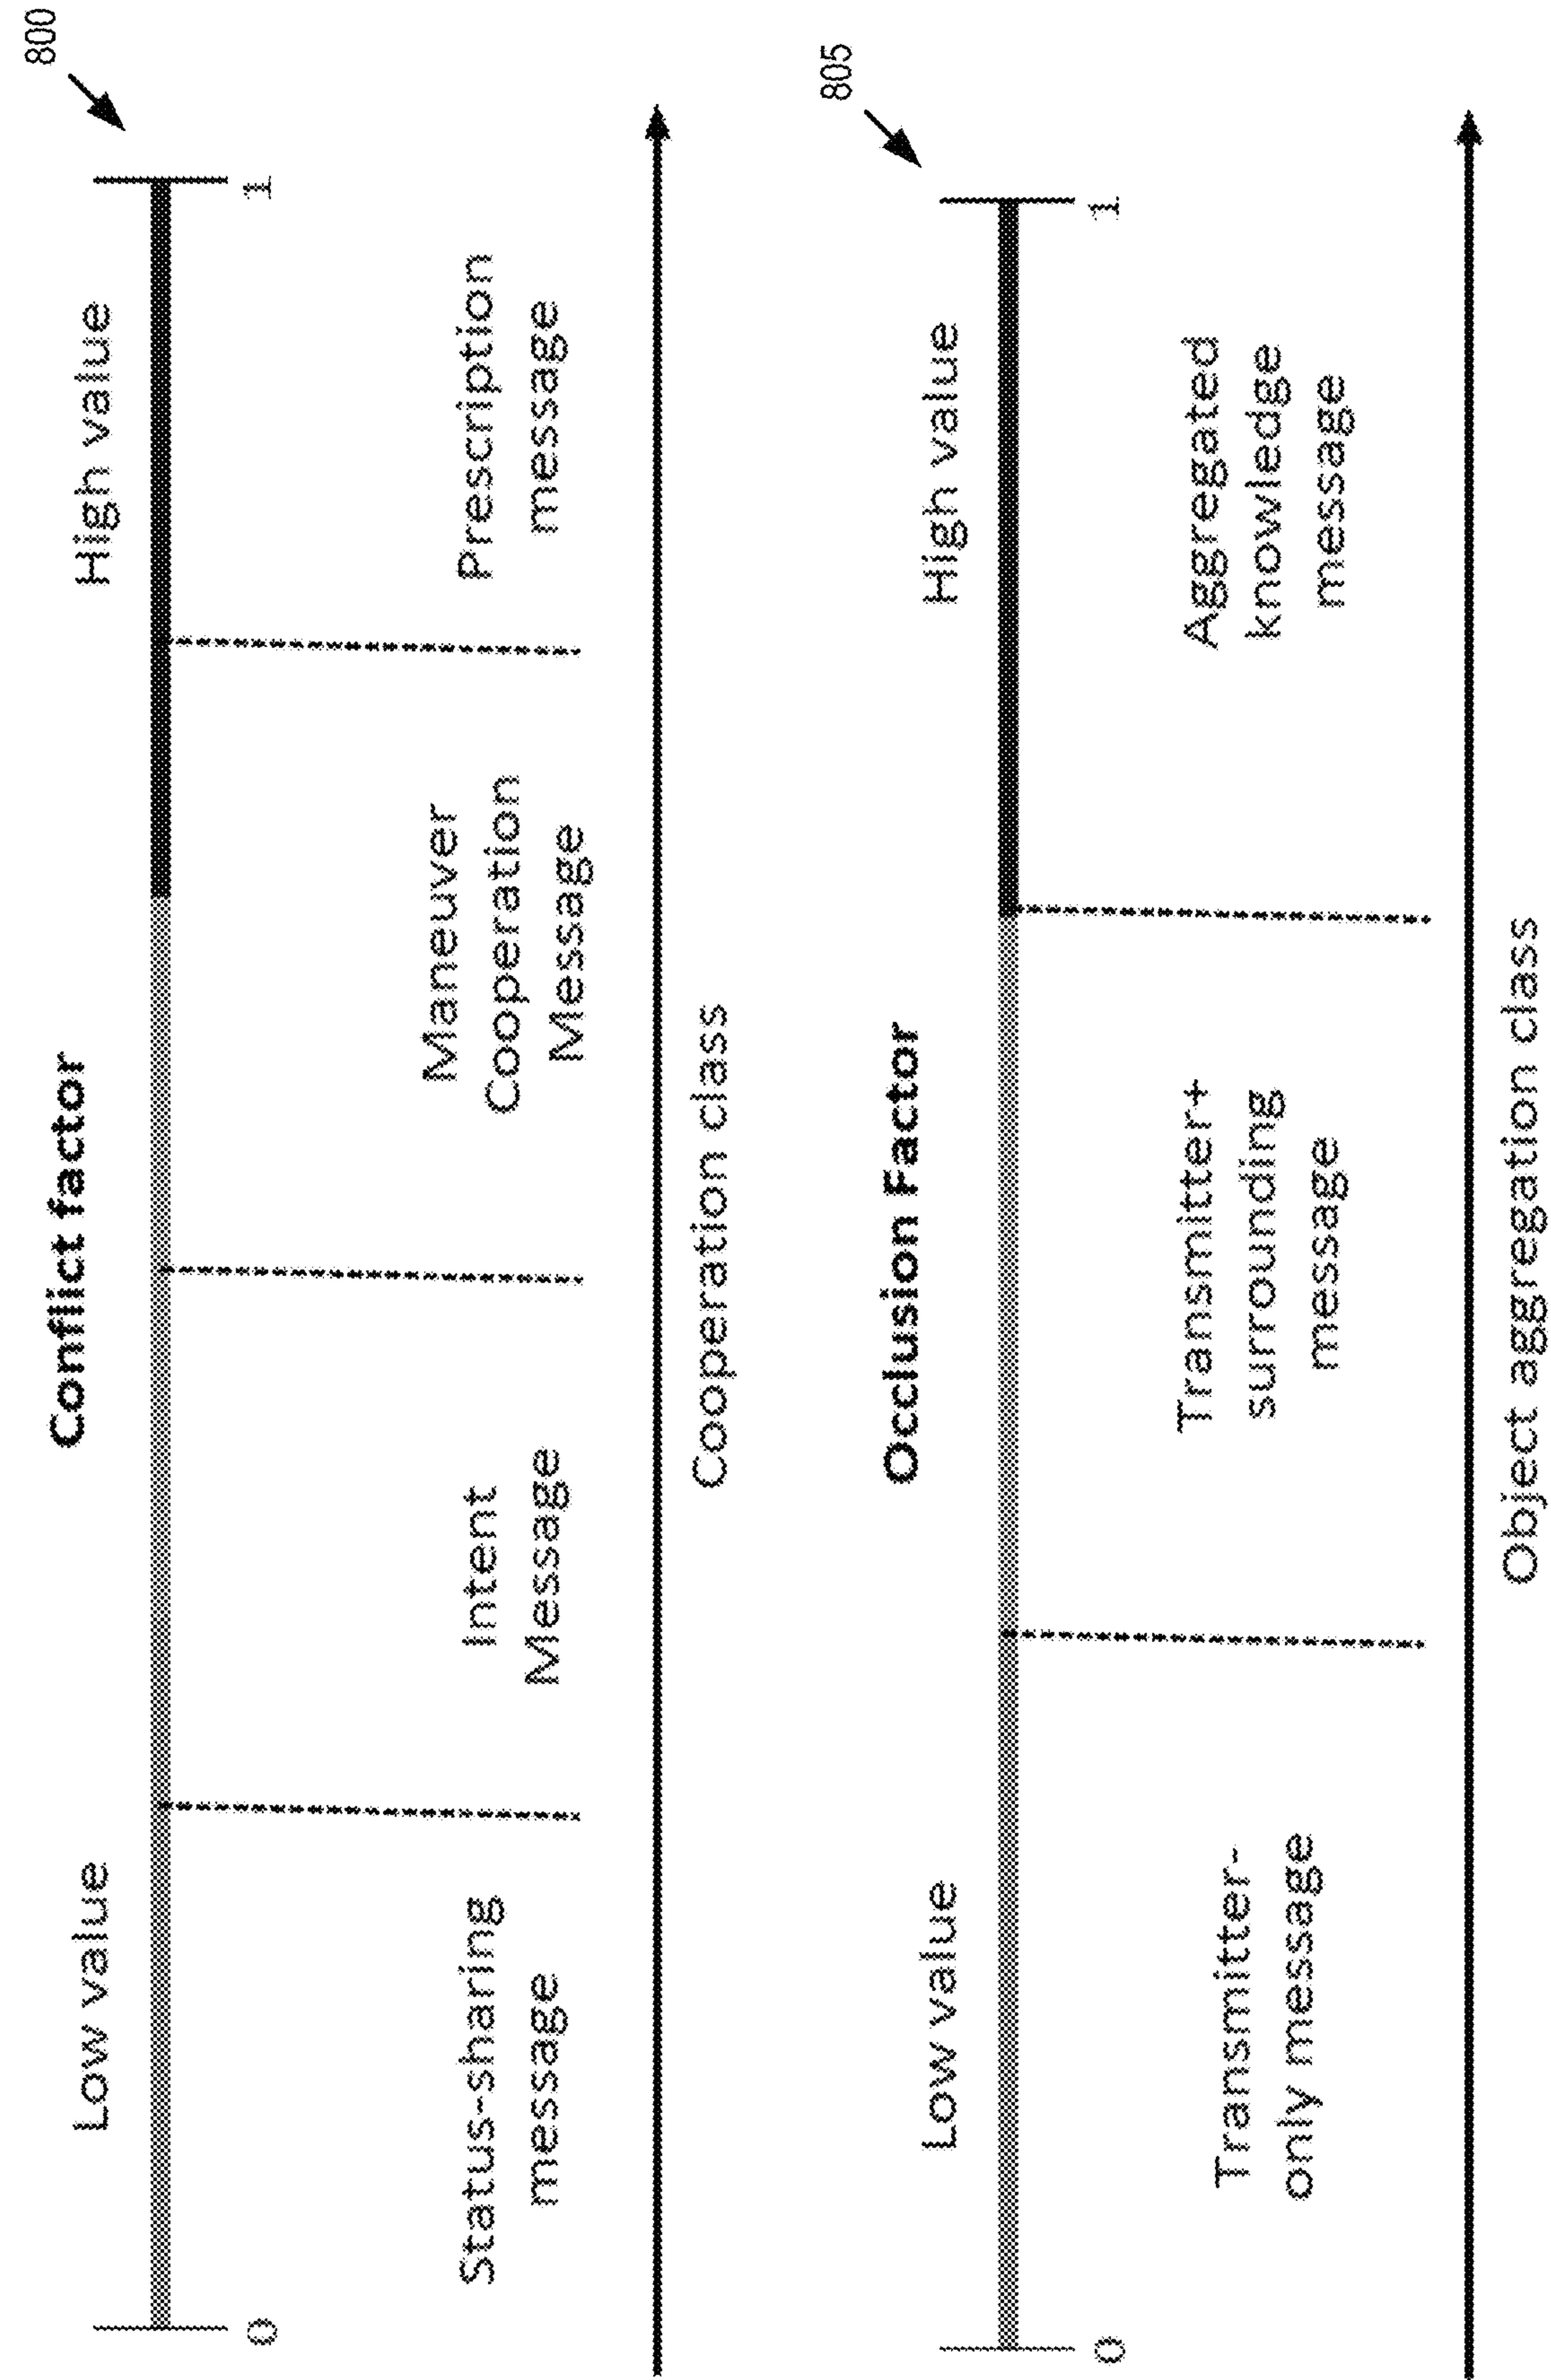 800
Conflict factor
Low value
High value
0
1
Status-sharing
message
Intent
Message
Maneuver
Cooperation
Message
Prescription
message
Cooperation class
805
Occlusion Factor
Low value
High value
0
1
Transmitter-
only message
Transmitter+
surrounding
message
Aggregated
knowledge
message
Object aggregation class